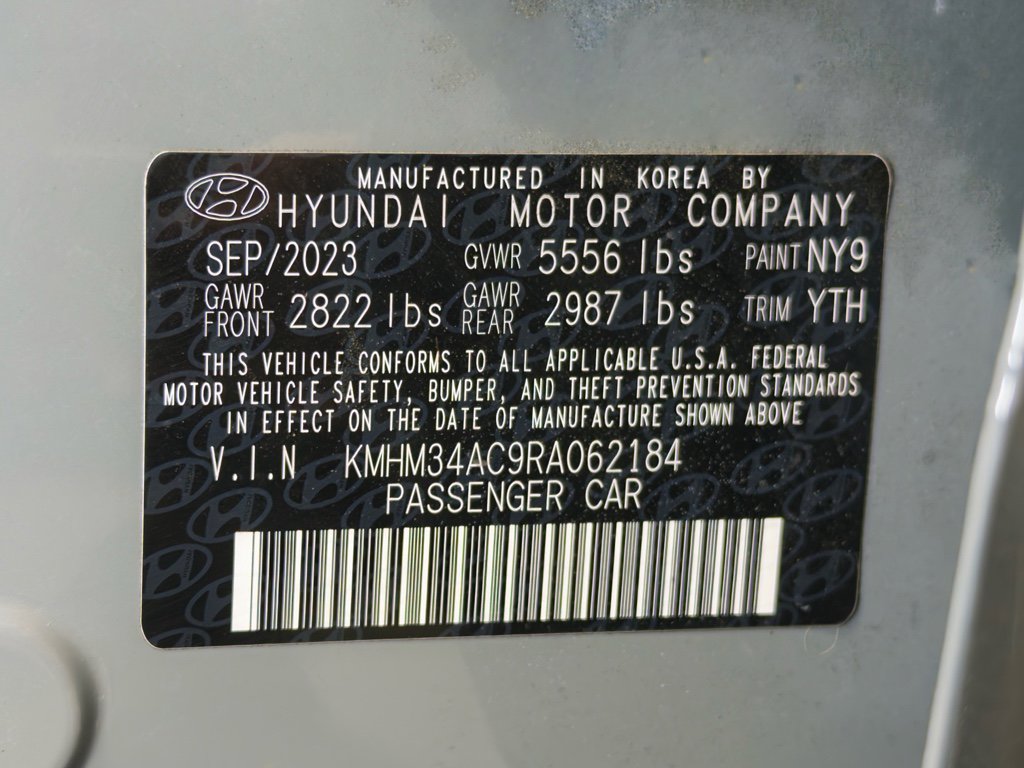 MANUFACTURED IN KOREA BY
HYUNDAI MOTOR COMPANY
SEP/2023 GVWR 5556 lbs PAINT NY9
GAWR FRONT 2822 lbs GAWR REAR 2987 lbs TRIM YTH
THIS VEHICLE CONFORMS TO ALL APPLICABLE U.S.A. FEDERAL
MOTOR VEHICLE SAFETY, BUMPER, AND THEFT PREVENTION STANDARDS
IN EFFECT ON THE DATE OF MANUFACTURE SHOWN ABOVE
V.I.N KMHM34AC9RA062184
PASSENGER CAR